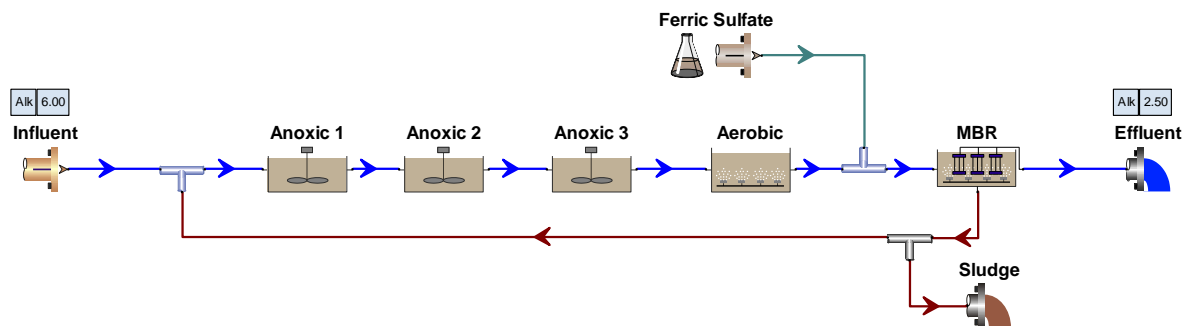 Ferric Sulfate
Alk 6.00
Alk 2.50
Influent
Anoxic 1
Anoxic 2
Anoxic 3
Aerobic
MBR
Effluent
Sludge